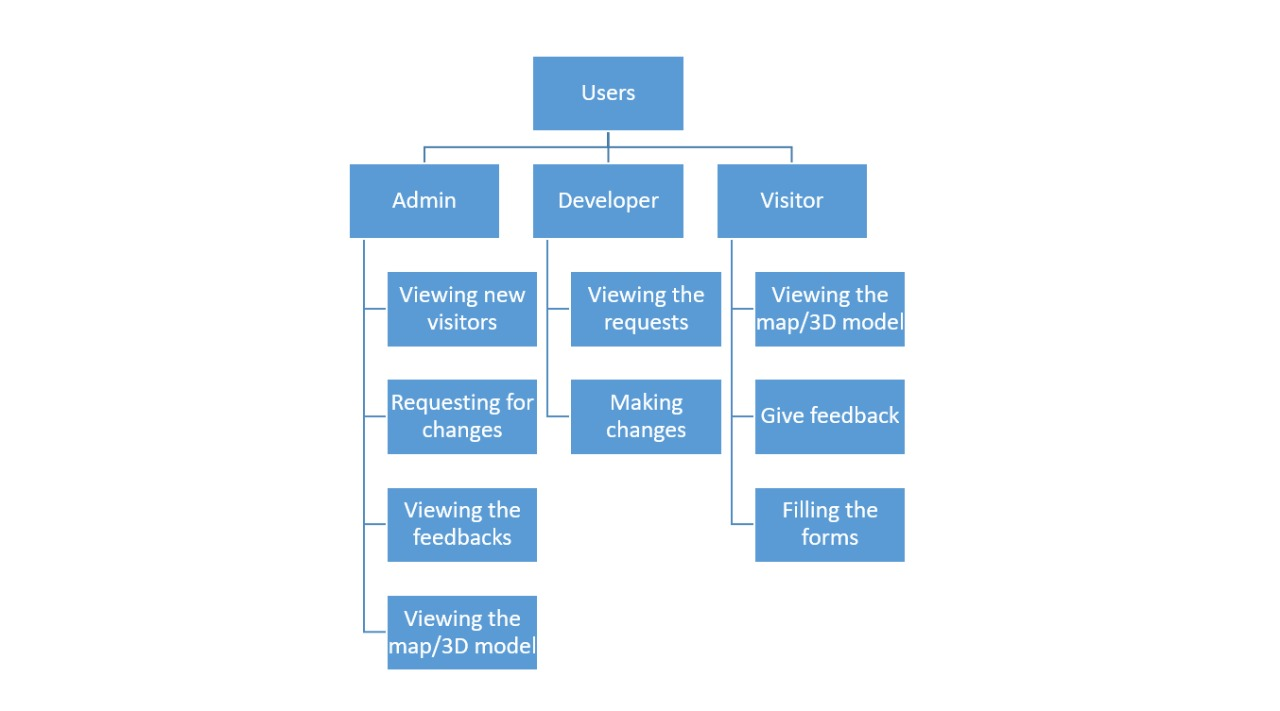 Users
Admin
Developer
Visitor
Viewing new
visitors
Requesting for
changes
Viewing the
feedbacks
Viewing the
map/3D model
Viewing the
requests
Making
changes
Viewing the
map/3D model
Give feedback
Filling the
forms